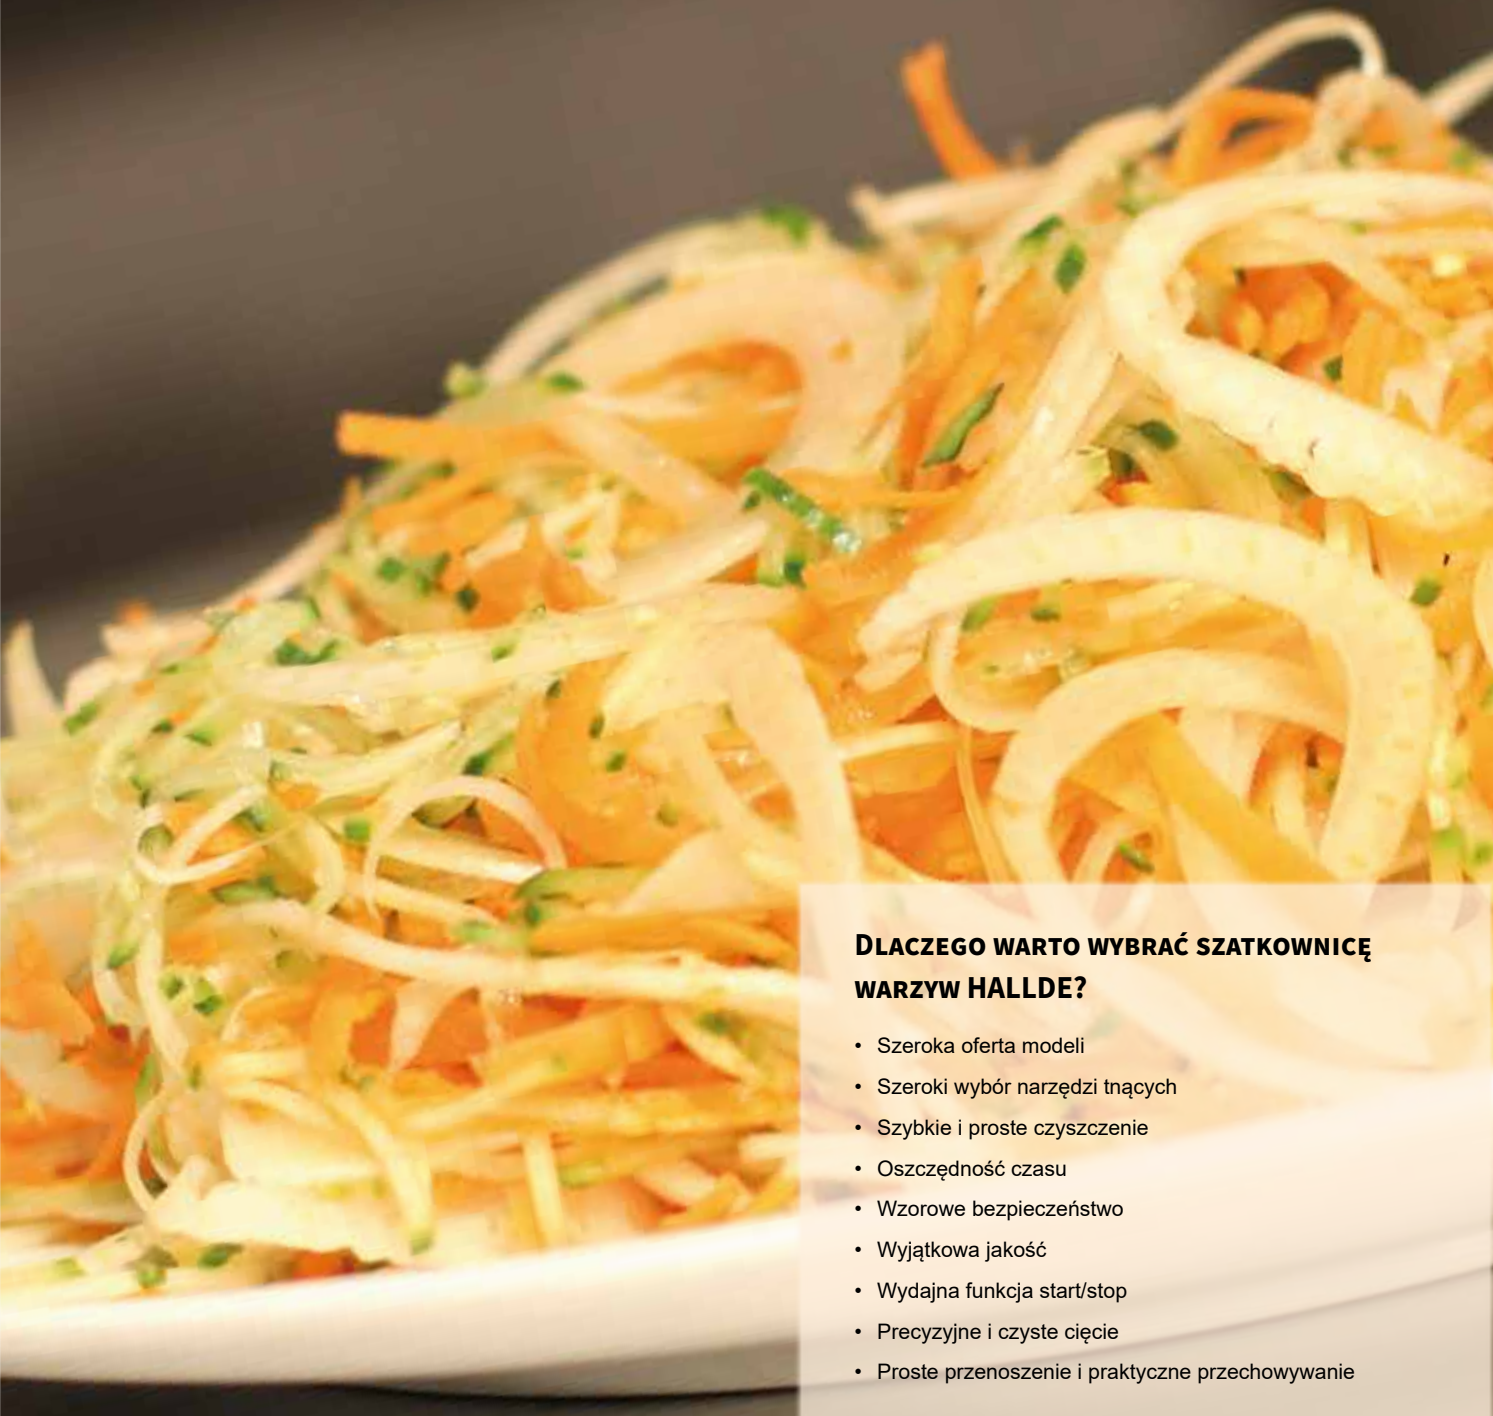 Dlaczego warto wybrać szatkownicę
warzyw HALLDE?
• Szeroka oferta modeli
• Szeroki wybór narzędzi tnących
• Szybkie i proste czyszczenie
• Oszczędność czasu
• Wzorowe bezpieczeństwo
• Wyjątkowa jakość
• Wydajna funkcja start/stop
• Precyzyjne i czyste cięcie
• Proste przenoszenie i praktyczne przechowywanie